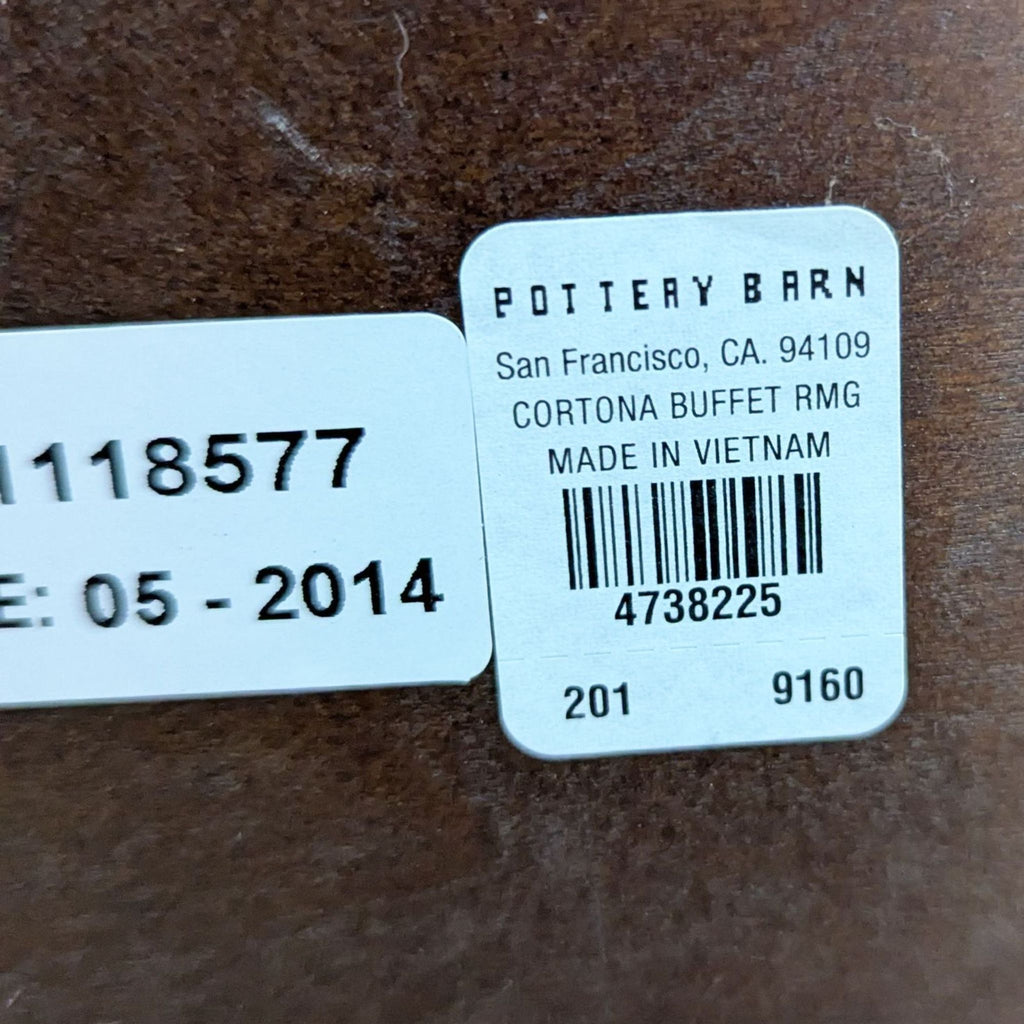 1118577
E: 05 - 2014
POTTERY BARN
San Francisco, CA. 94109
CORTONA BUFFET RMG
MADE IN VIETNAM
4738225
201 9160